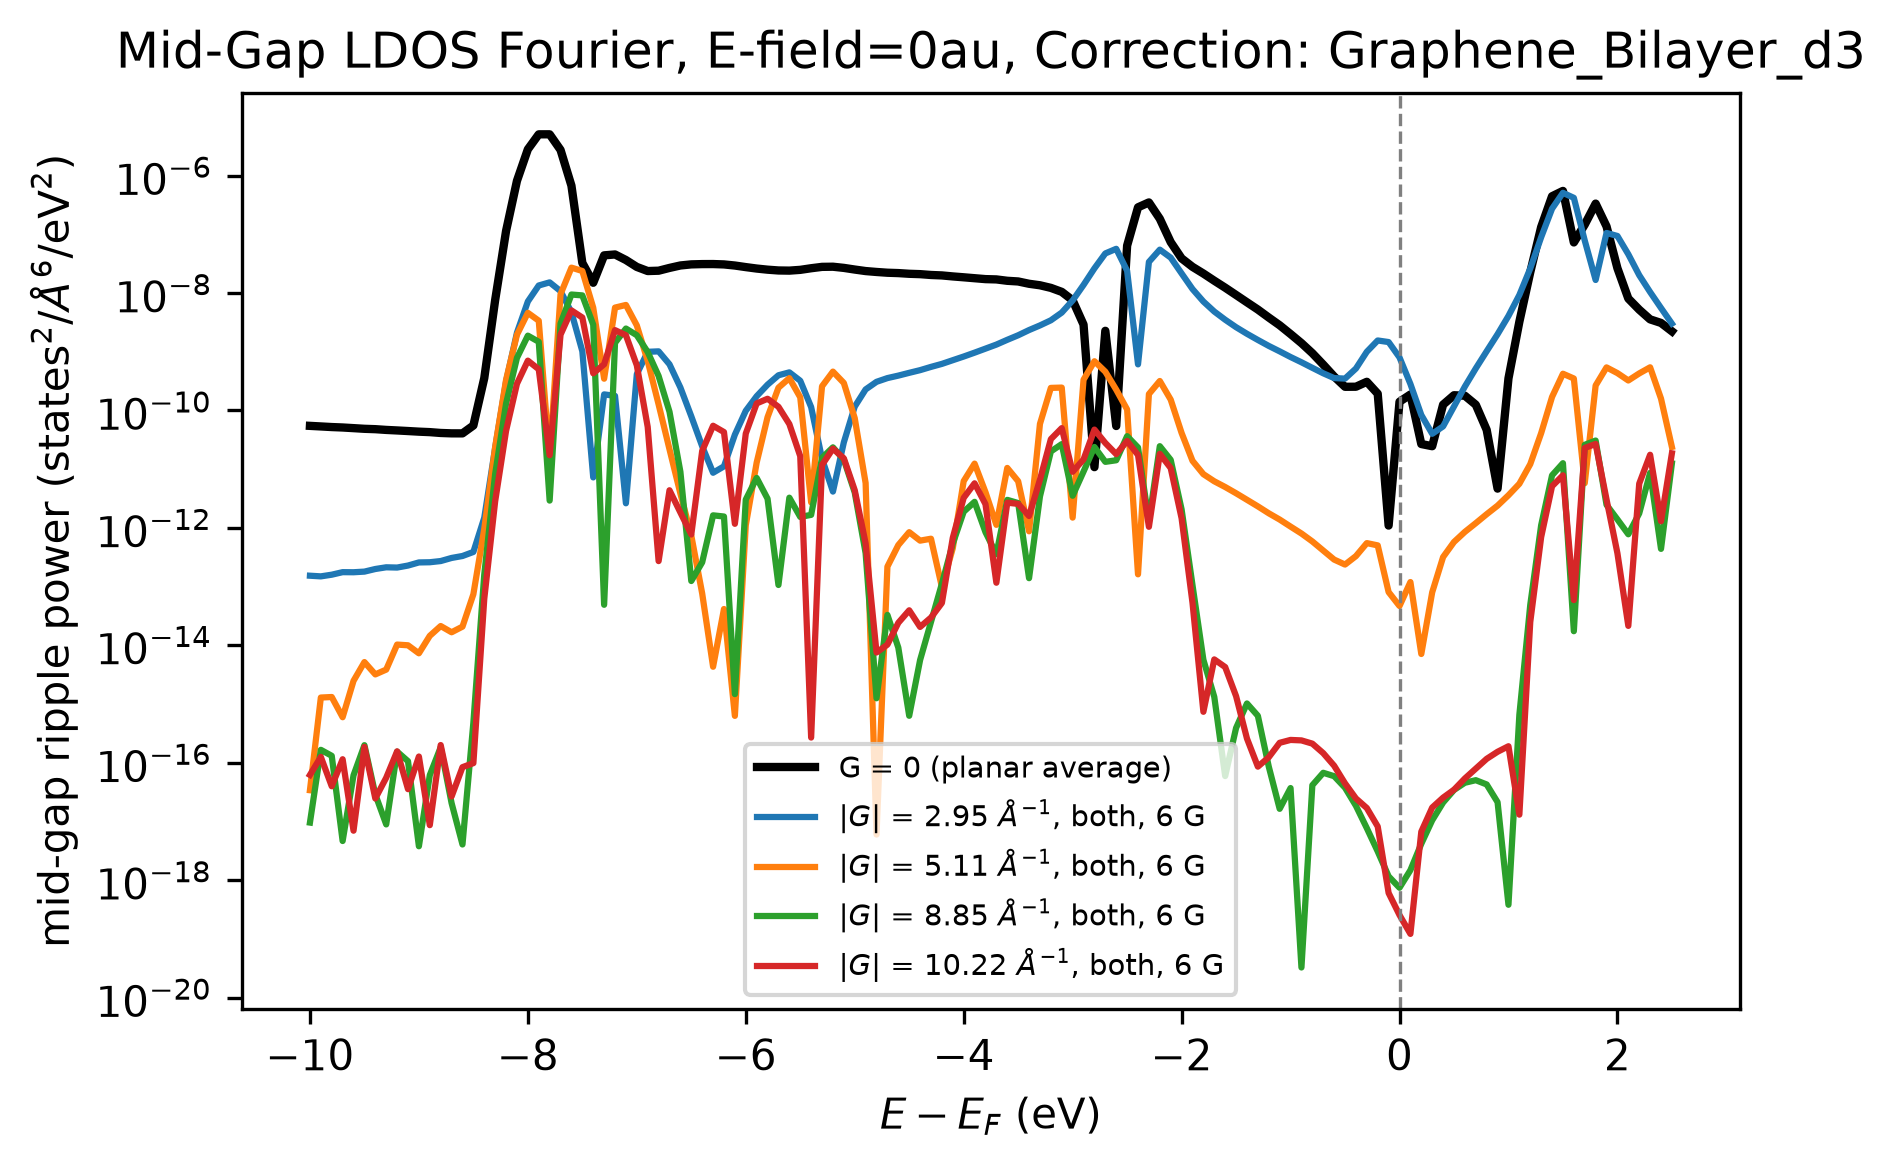 Mid-Gap LDOS Fourier, E-field=0au, Correction: Graphene_Bilayer_d3
mid-gap ripple power (states²/Å⁶/eV²)
10⁻⁶
10⁻⁸
10⁻¹⁰
10⁻¹²
10⁻¹⁴
10⁻¹⁶
10⁻¹⁸
10⁻²⁰
G = 0 (planar average)
|G| = 2.95 Å⁻¹, both, 6 G
|G| = 5.11 Å⁻¹, both, 6 G
|G| = 8.85 Å⁻¹, both, 6 G
|G| = 10.22 Å⁻¹, both, 6 G
−10 −8 −6 −4 −2 0 2
E − E_F (eV)